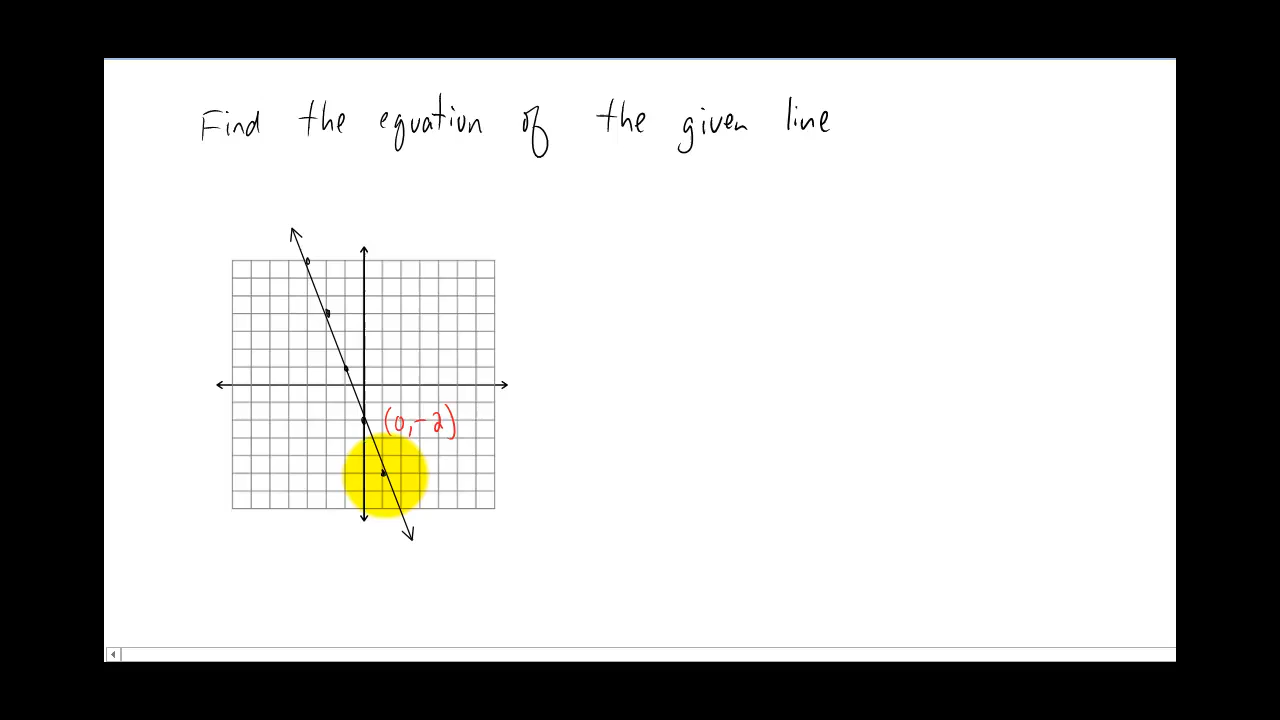 Find the equation of the given line
(0,-2)